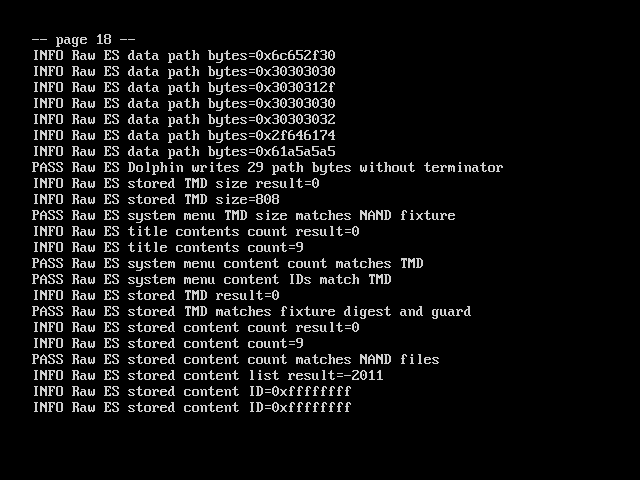 -- page 18 --
INFO Raw ES data path bytes=0x6c652f30
INFO Raw ES data path bytes=0x30303030
INFO Raw ES data path bytes=0x3030312f
INFO Raw ES data path bytes=0x30303030
INFO Raw ES data path bytes=0x30303032
INFO Raw ES data path bytes=0x2f646174
INFO Raw ES data path bytes=0x61a5a5a5
PASS Raw ES Dolphin writes 29 path bytes without terminator
INFO Raw ES stored TMD size result=0
INFO Raw ES stored TMD size=808
PASS Raw ES system menu TMD size matches NAND fixture
INFO Raw ES title contents count result=0
INFO Raw ES title contents count=9
PASS Raw ES system menu content count matches TMD
PASS Raw ES system menu content IDs match TMD
INFO Raw ES stored TMD result=0
PASS Raw ES stored TMD matches fixture digest and guard
INFO Raw ES stored content count result=0
INFO Raw ES stored content count=9
PASS Raw ES stored content count matches NAND files
INFO Raw ES stored content list result=-2011
INFO Raw ES stored content ID=0xffffffff
INFO Raw ES stored content ID=0xffffffff